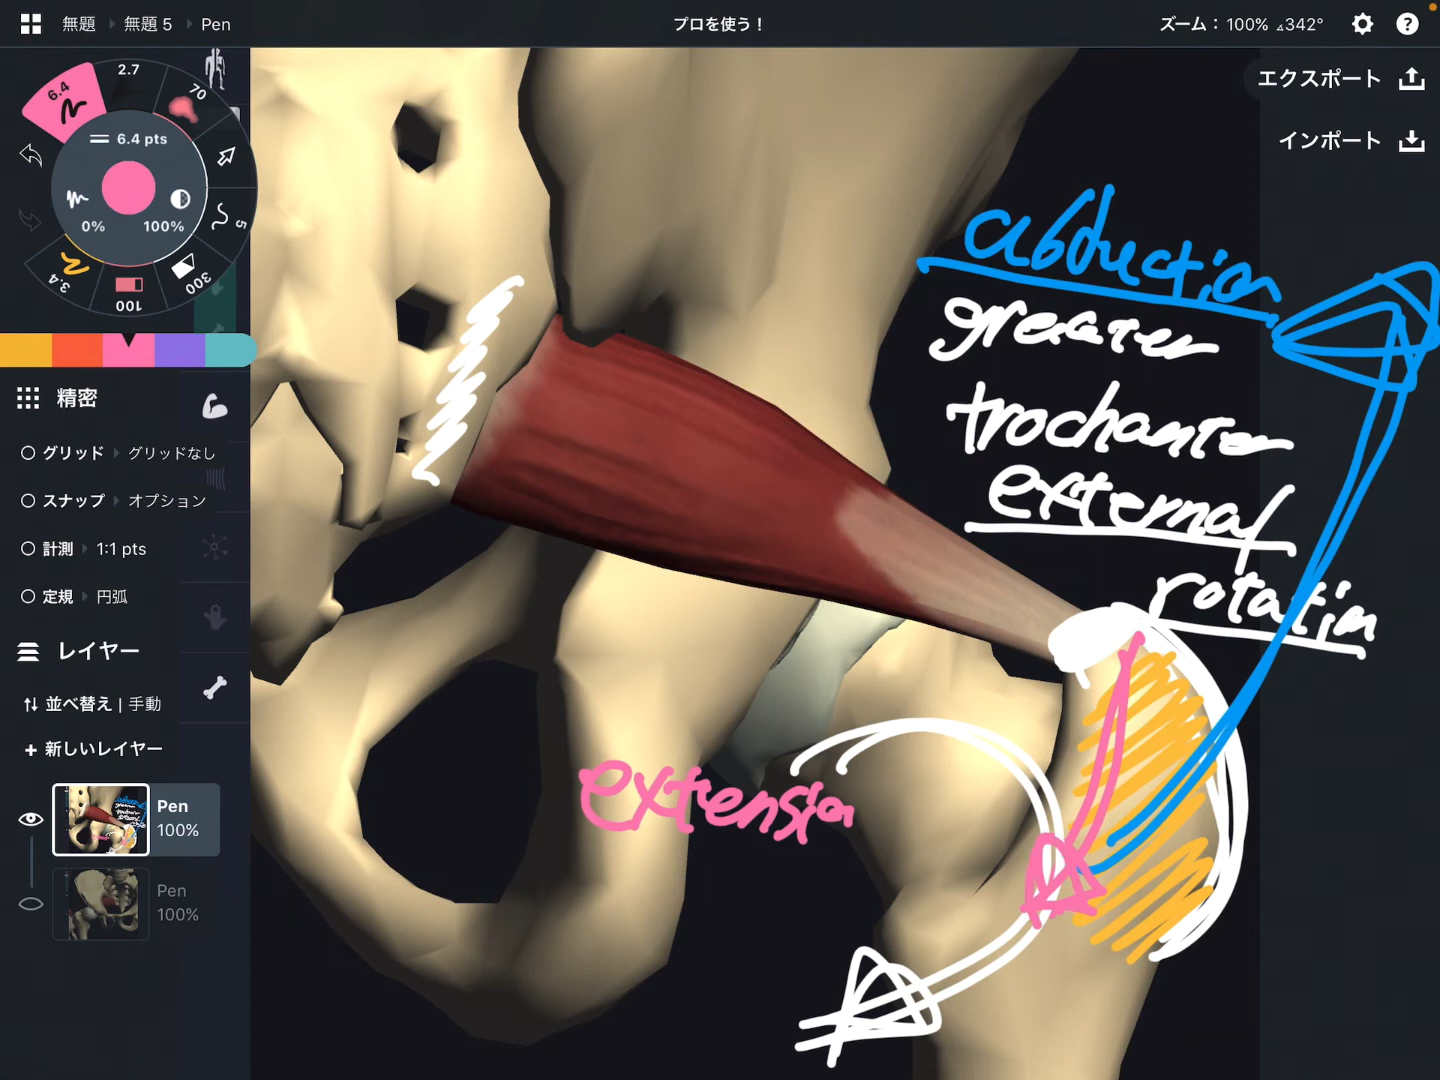 無題 無題 5 Pen
プロを使う！
ズーム： 100% ⦟342°
エクスポート
インポート
2.7
6.4
70
6.4 pts
0% 100%
5
3.4
100
300
精密
グリッド グリッドなし
スナップ オプション
計測 1:1 pts
定規 円弧
レイヤー
並べ替え | 手動
+ 新しいレイヤー
Pen
100%
Pen
100%
abduction
greater
trochanter
external
rotatin
extension